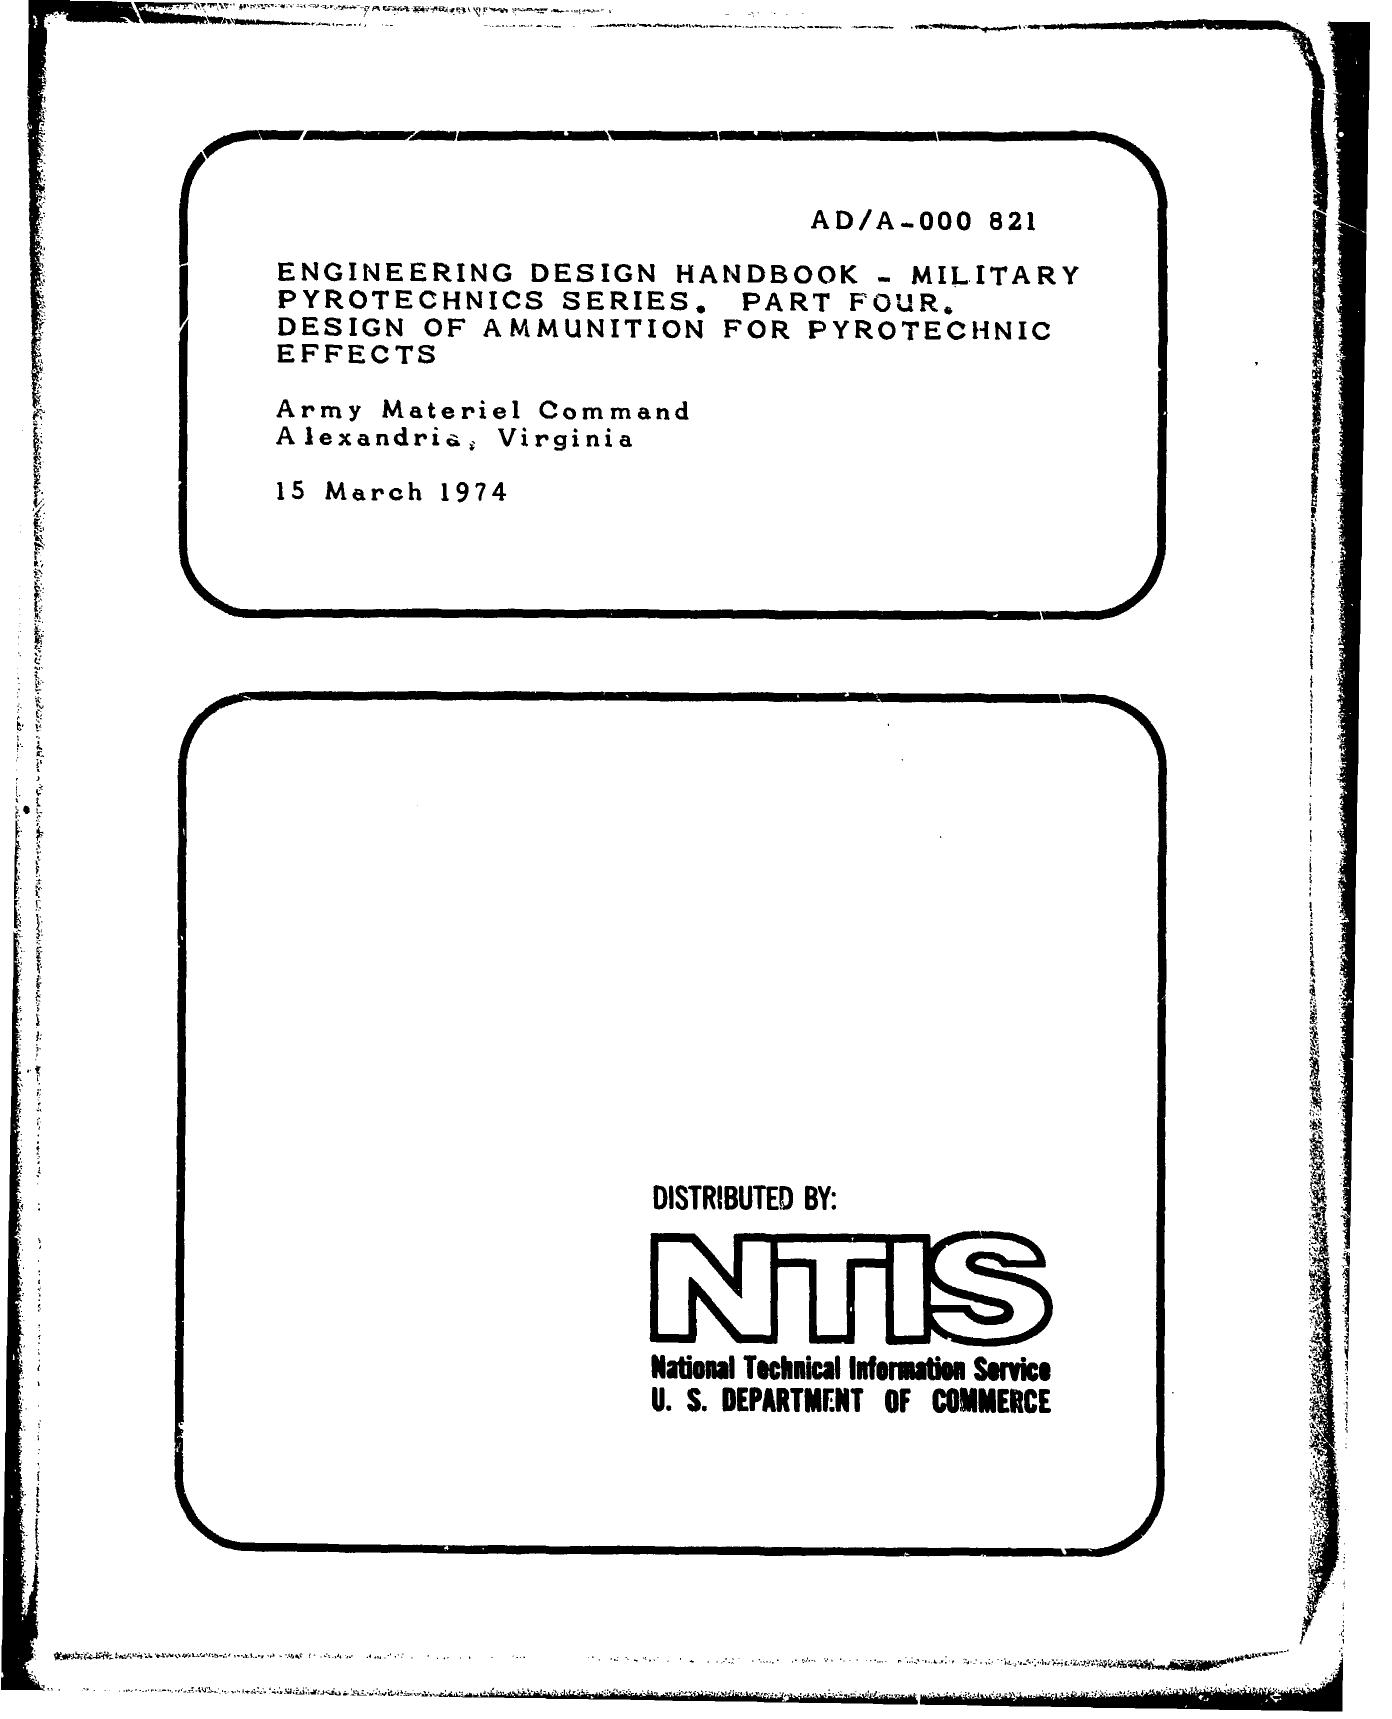 AD/A-000 821
ENGINEERING DESIGN HANDBOOK - MILITARY
PYROTECHNICS SERIES. PART FOUR.
DESIGN OF AMMUNITION FOR PYROTECHNIC
EFFECTS
Army Materiel Command
Alexandria, Virginia
15 March 1974
DISTRIBUTED BY:
NTIS
National Technical Information Service
U. S. DEPARTMENT OF COMMERCE